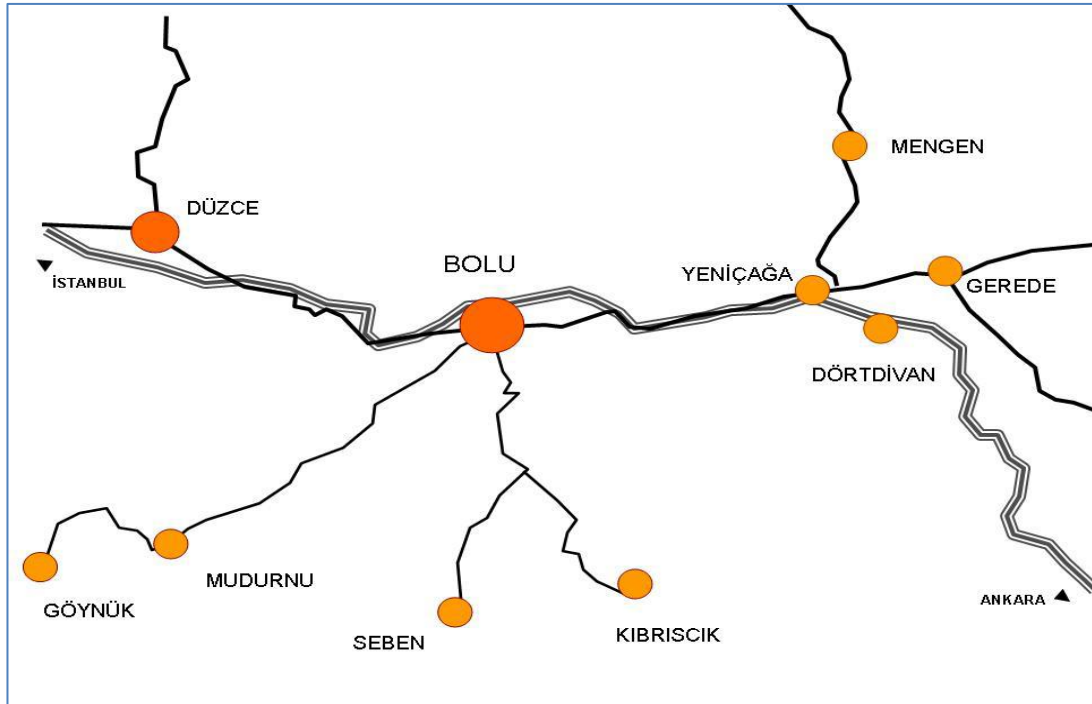 MENGEN
DÜZCE
BOLU
YENİÇAĞA
İSTANBUL
GEREDE
DÖRTDİVAN
MUDURNU
ANKARA
GÖYNÜK
SEBEN
KIBRISCIK